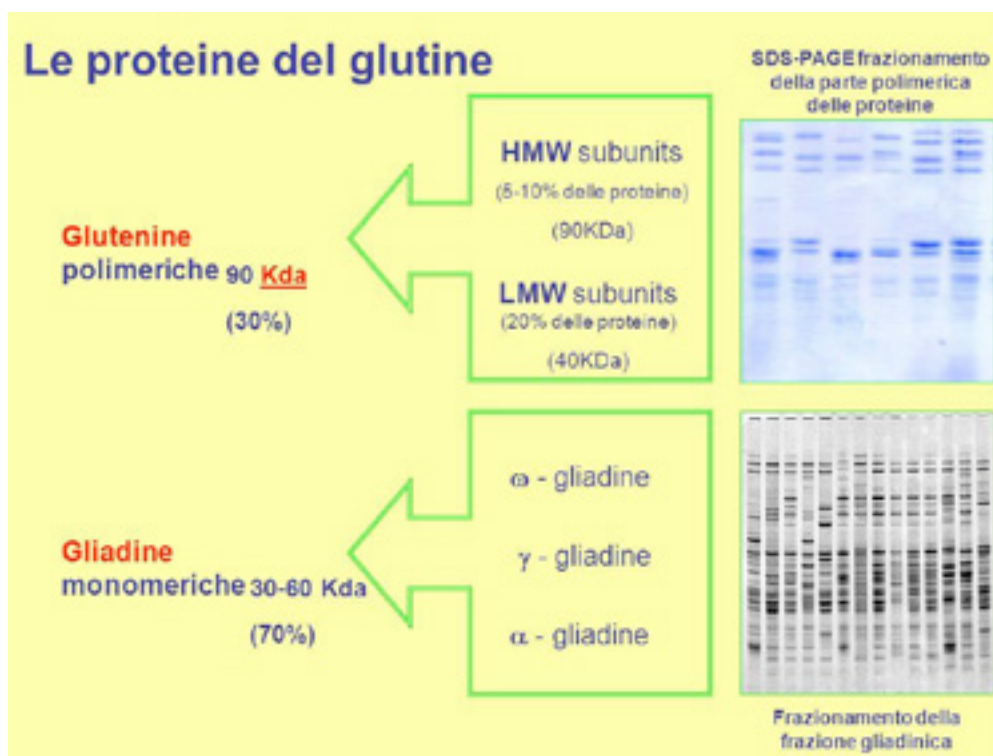 Le proteine del glutine
SDS-PAGE frazionamento
della parte polimerica
delle proteine
HMW subunits
(5-10% delle proteine)
(90KDa)
Glutenine
polimeriche 90 Kda
(30%)
LMW subunits
(20% delle proteine)
(40KDa)
ω - gliadine
γ - gliadine
α - gliadine
Gliadine
monomeriche 30-60 Kda
(70%)
Frazionamento della
frazione gliadinica